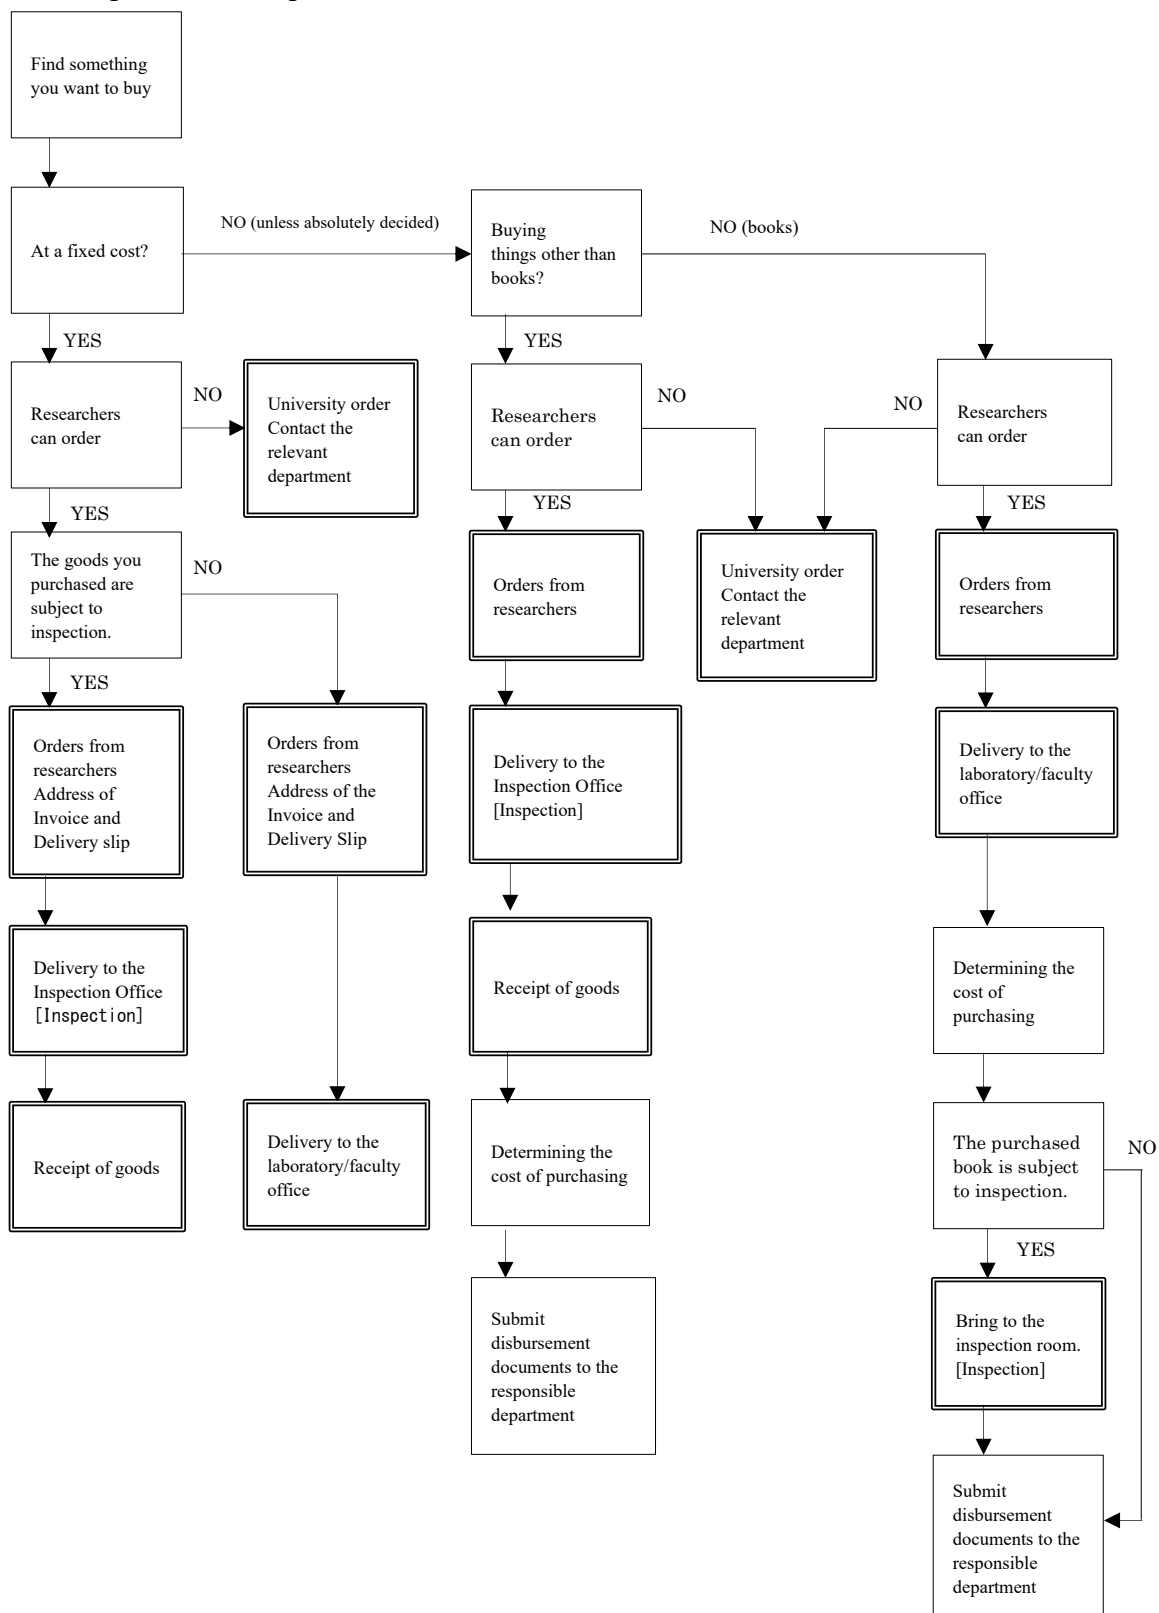 Find something
you want to buy
At a fixed cost?
NO (unless absolutely decided)
Buying
things other than
books?
NO (books)
YES
YES
Researchers
can order
NO
University order
Contact the
relevant
department
Researchers
can order
NO
NO
Researchers
can order
YES
YES
YES
The goods you
purchased are
subject to
inspection.
NO
Orders from
researchers
University order
Contact the
relevant
department
Orders from
researchers
YES
Orders from
researchers
Address of
Invoice and
Delivery slip
Orders from
researchers
Address of the
Invoice and
Delivery Slip
Delivery to the
Inspection Office
[Inspection]
Delivery to the
laboratory/faculty
office
Delivery to the
Inspection Office
[Inspection]
Receipt of goods
Determining the
cost of
purchasing
Receipt of goods
Delivery to the
laboratory/faculty
office
Determining the
cost of purchasing
The purchased
book is subject
to inspection.
NO
YES
Submit
disbursement
documents to the
responsible
department
Bring to the
inspection room.
[Inspection]
Submit
disbursement
documents to the
responsible
department